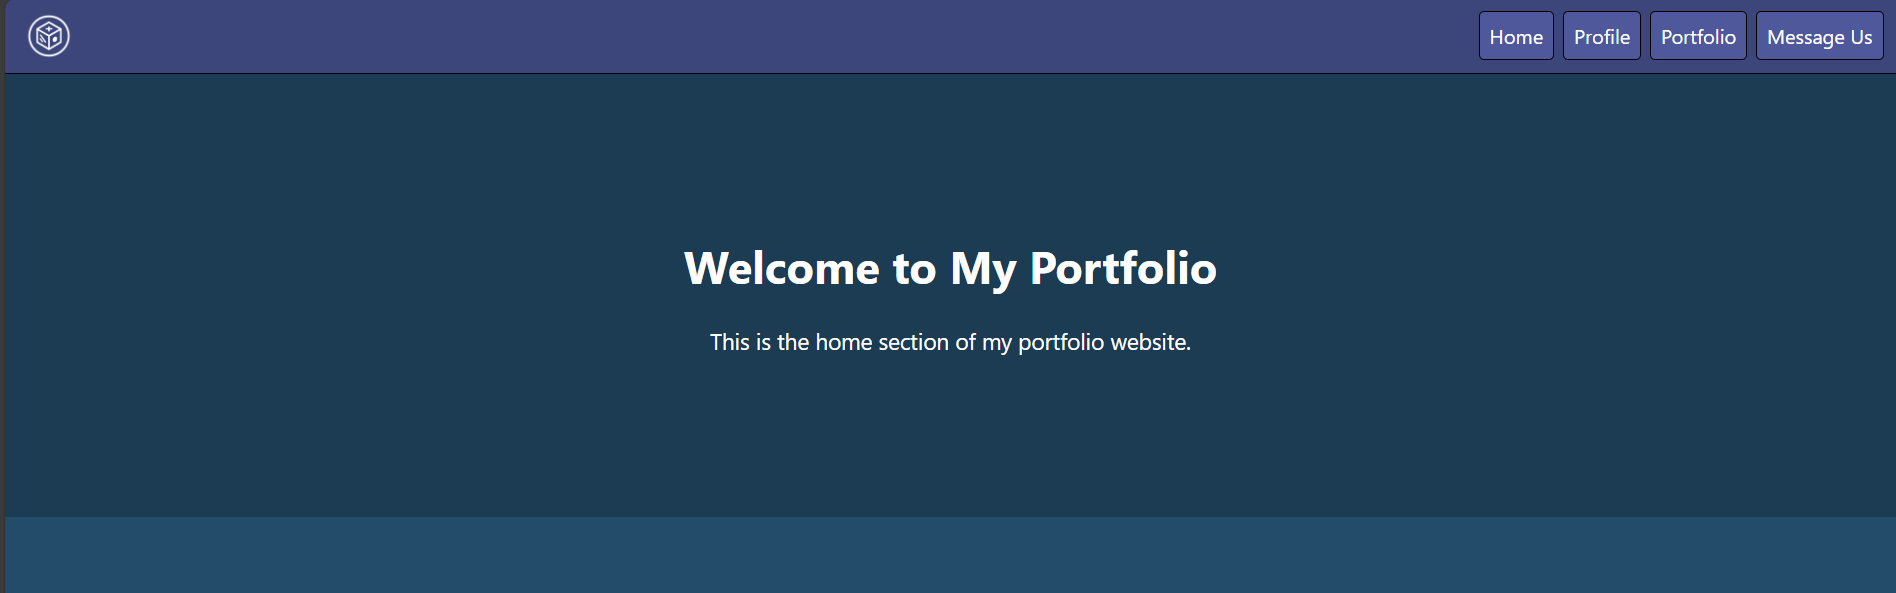 Home Profile Portfolio Message Us
Welcome to My Portfolio
This is the home section of my portfolio website.